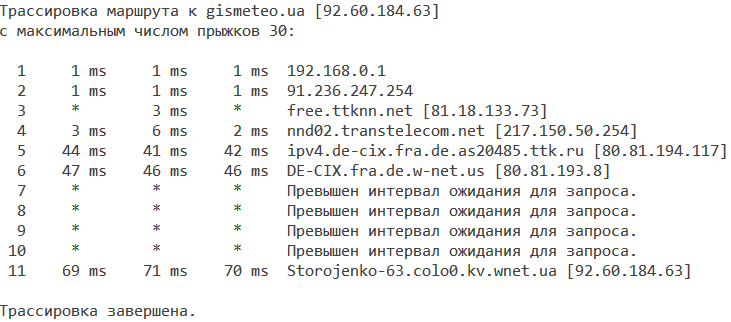 Трассировка маршрута к gismeteo.ua [92.60.184.63]
с максимальным числом прыжков 30:
1 1 ms 1 ms 1 ms 192.168.0.1
2 1 ms 1 ms 1 ms 91.236.247.254
3 * 3 ms * free.ttknn.net [81.18.133.73]
4 3 ms 6 ms 2 ms nnd02.transtelecom.net [217.150.50.254]
5 44 ms 41 ms 42 ms ipv4.de-cix.fra.de.as20485.ttk.ru [80.81.194.117]
6 47 ms 46 ms 46 ms DE-CIX.fra.de.w-net.us [80.81.193.8]
7 * * * Превышен интервал ожидания для запроса.
8 * * * Превышен интервал ожидания для запроса.
9 * * * Превышен интервал ожидания для запроса.
10 * * * Превышен интервал ожидания для запроса.
11 69 ms 71 ms 70 ms Storojenko-63.colo0.kv.wnet.ua [92.60.184.63]
Трассировка завершена.